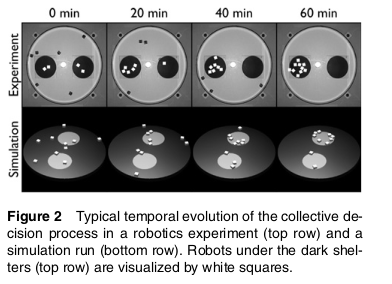 0 min 20 min 40 min 60 min
Experiment
Simulation
Figure 2 Typical temporal evolution of the collective de-
cision process in a robotics experiment (top row) and a
simulation run (bottom row). Robots under the dark shel-
ters (top row) are visualized by white squares.